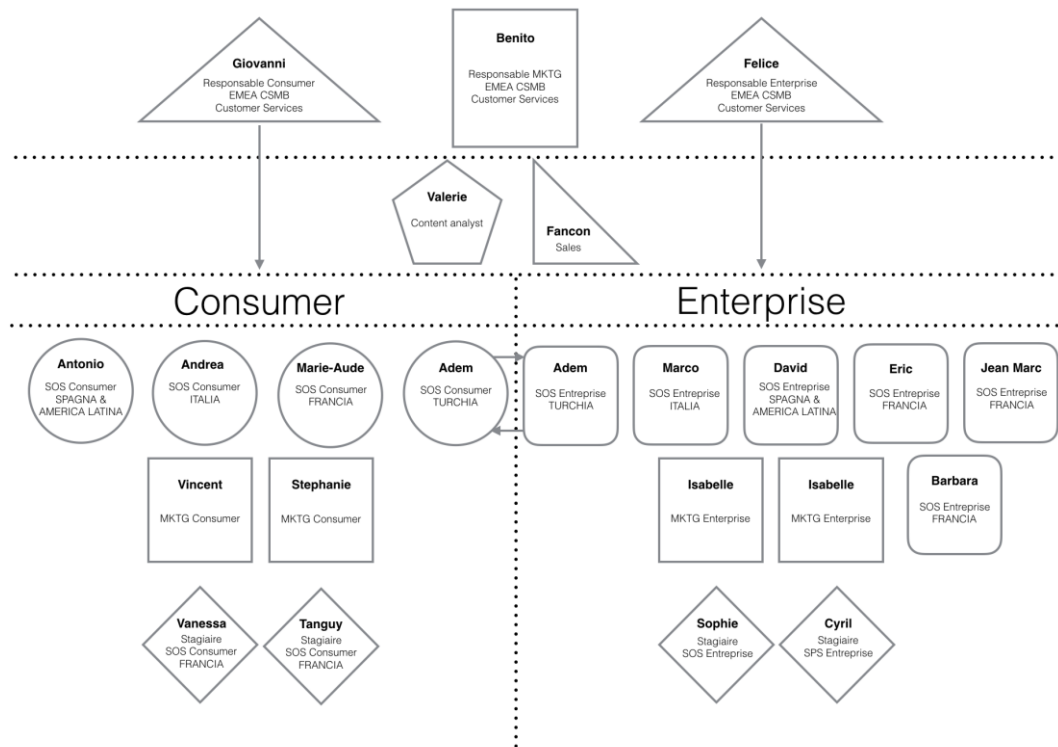 Giovanni
Responsable Consumer
EMEA CSMB
Customer Services
Benito
Responsable MKTG
EMEA CSMB
Customer Services
Felice
Responsable Enterprise
EMEA CSMB
Customer Services
Valerie
Content analyst
Fancon
Sales
Consumer
Enterprise
Antonio
SOS Consumer
SPAGNA &
AMERICA LATINA
Andrea
SOS Consumer
ITALIA
Marie-Aude
SOS Consumer
FRANCIA
Adem
SOS Consumer
TURCHIA
Adem
SOS Entreprise
TURCHIA
Marco
SOS Entreprise
ITALIA
David
SOS Entreprise
SPAGNA &
AMERICA LATINA
Eric
SOS Entreprise
FRANCIA
Jean Marc
SOS Entreprise
FRANCIA
Vincent
MKTG Consumer
Stephanie
MKTG Consumer
Isabelle
MKTG Enterprise
Isabelle
MKTG Enterprise
Barbara
SOS Entreprise
FRANCIA
Vanessa
Stagiaire
SOS Consumer
FRANCIA
Tanguy
Stagiaire
SOS Consumer
FRANCIA
Sophie
Stagiaire
SOS Entreprise
Cyril
Stagiaire
SPS Entreprise